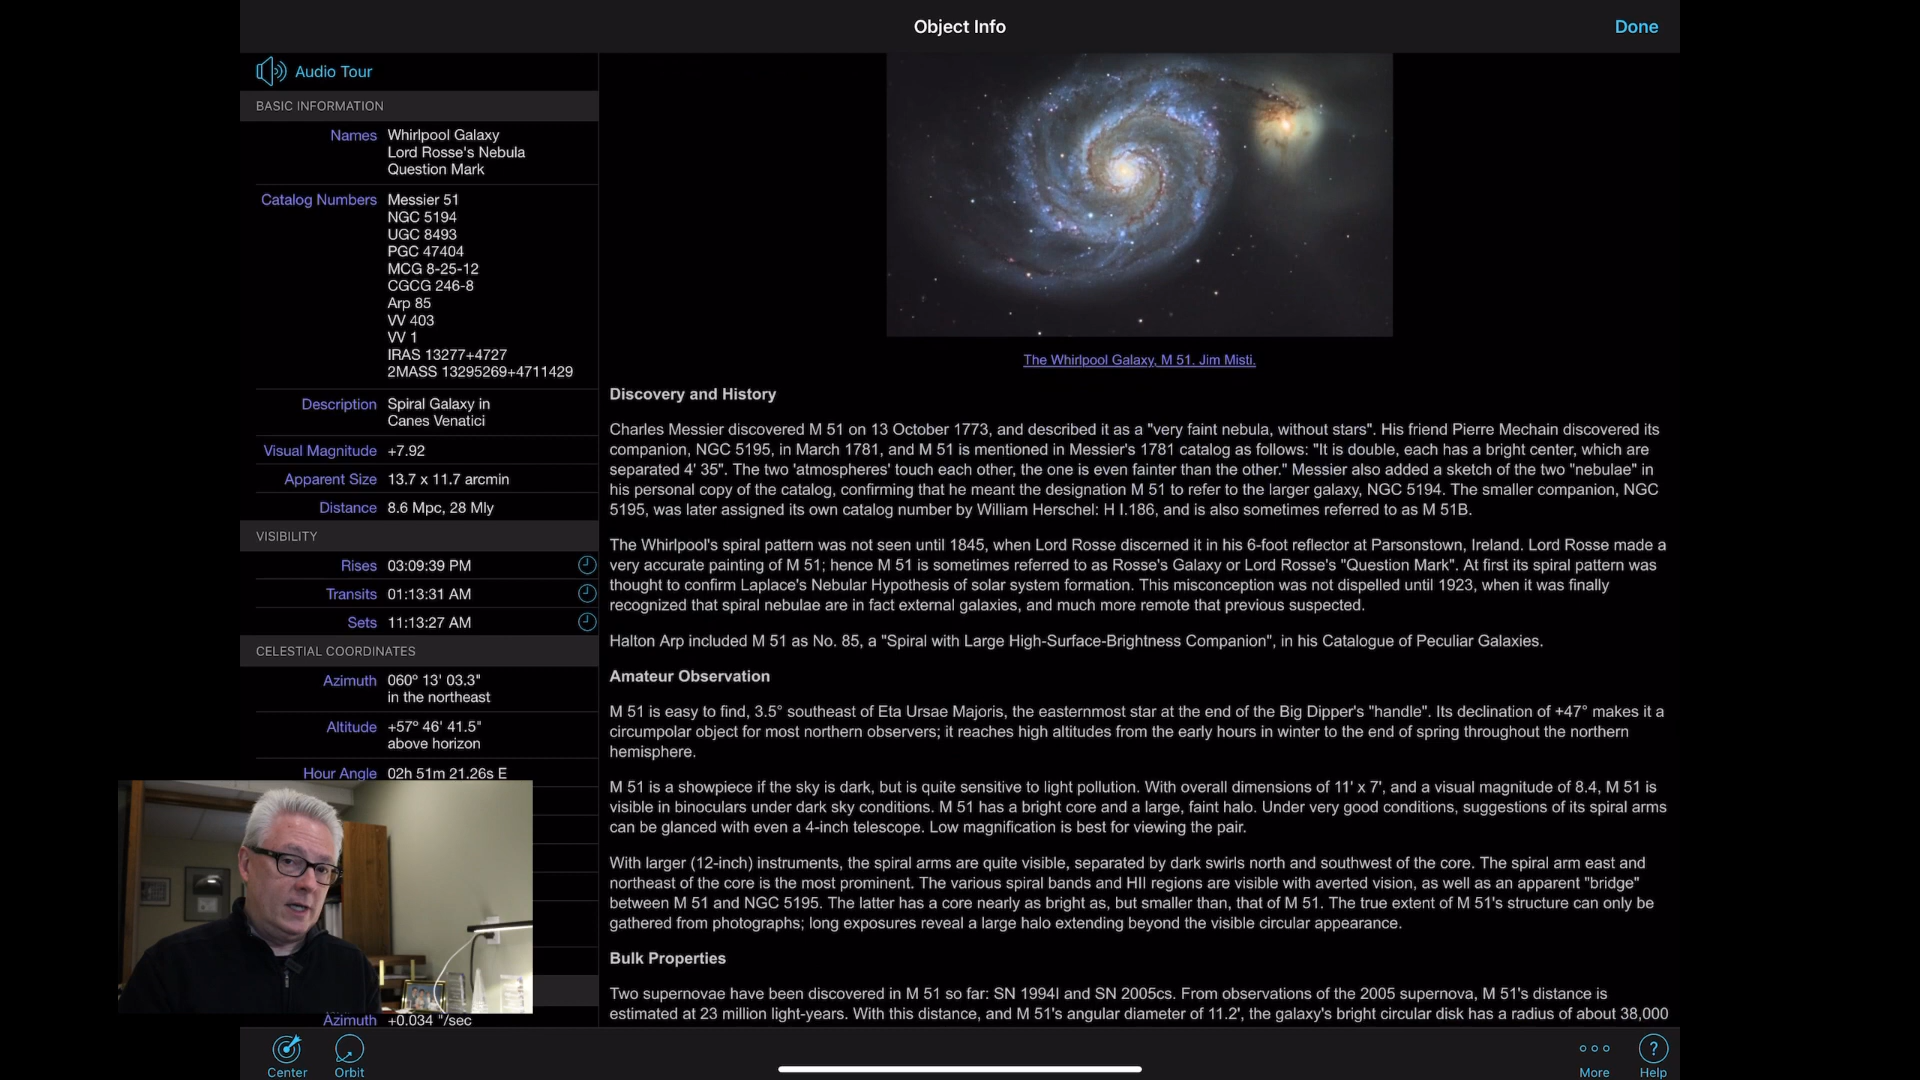 Object Info
Done
Audio Tour
BASIC INFORMATION
Names Whirlpool Galaxy
Lord Rosse's Nebula
Question Mark
Catalog Numbers Messier 51
NGC 5194
UGC 8493
PGC 47404
MCG 8-25-12
CGCG 246-8
Arp 85
VV 403
VV 1
IRAS 13277+4727
2MASS 13295269+4711429
Description Spiral Galaxy in
Canes Venatici
Visual Magnitude +7.92
Apparent Size 13.7 x 11.7 arcmin
Distance 8.6 Mpc, 28 Mly
VISIBILITY
Rises 03:09:39 PM
Transits 01:13:31 AM
Sets 11:13:27 AM
CELESTIAL COORDINATES
Azimuth 060° 13' 03.3"
in the northeast
Altitude +57° 46' 41.5"
above horizon
Hour Angle 02h 51m 21.26s E
Azimuth +0.034 "/sec
The Whirlpool Galaxy, M 51. Jim Misti.
Discovery and History
Charles Messier discovered M 51 on 13 October 1773, and described it as a "very faint nebula, without stars". His friend Pierre Mechain discovered its
companion, NGC 5195, in March 1781, and M 51 is mentioned in Messier's 1781 catalog as follows: "It is double, each has a bright center, which are
separated 4' 35". The two 'atmospheres' touch each other, the one is even fainter than the other." Messier also added a sketch of the two "nebulae" in
his personal copy of the catalog, confirming that he meant the designation M 51 to refer to the larger galaxy, NGC 5194. The smaller companion, NGC
5195, was later assigned its own catalog number by William Herschel: H I.186, and is also sometimes referred to as M 51B.
The Whirlpool's spiral pattern was not seen until 1845, when Lord Rosse discerned it in his 6-foot reflector at Parsonstown, Ireland. Lord Rosse made a
very accurate painting of M 51; hence M 51 is sometimes referred to as Rosse's Galaxy or Lord Rosse's "Question Mark". At first its spiral pattern was
thought to confirm Laplace's Nebular Hypothesis of solar system formation. This misconception was not dispelled until 1923, when it was finally
recognized that spiral nebulae are in fact external galaxies, and much more remote that previous suspected.
Halton Arp included M 51 as No. 85, a "Spiral with Large High-Surface-Brightness Companion", in his Catalogue of Peculiar Galaxies.
Amateur Observation
M 51 is easy to find, 3.5° southeast of Eta Ursae Majoris, the easternmost star at the end of the Big Dipper's "handle". Its declination of +47° makes it a
circumpolar object for most northern observers; it reaches high altitudes from the early hours in winter to the end of spring throughout the northern
hemisphere.
M 51 is a showpiece if the sky is dark, but is quite sensitive to light pollution. With overall dimensions of 11' x 7', and a visual magnitude of 8.4, M 51 is
visible in binoculars under dark sky conditions. M 51 has a bright core and a large, faint halo. Under very good conditions, suggestions of its spiral arms
can be glanced with even a 4-inch telescope. Low magnification is best for viewing the pair.
With larger (12-inch) instruments, the spiral arms are quite visible, separated by dark swirls north and southwest of the core. The spiral arm east and
northeast of the core is the most prominent. The various spiral bands and HII regions are visible with averted vision, as well as an apparent "bridge"
between M 51 and NGC 5195. The latter has a core nearly as bright as, but smaller than, that of M 51. The true extent of M 51's structure can only be
gathered from photographs; long exposures reveal a large halo extending beyond the visible circular appearance.
Bulk Properties
Two supernovae have been discovered in M 51 so far: SN 1994I and SN 2005cs. From observations of the 2005 supernova, M 51's distance is
estimated at 23 million light-years. With this distance, and M 51's angular diameter of 11.2', the galaxy's bright circular disk has a radius of about 38,000
Center
Orbit
More
? Help